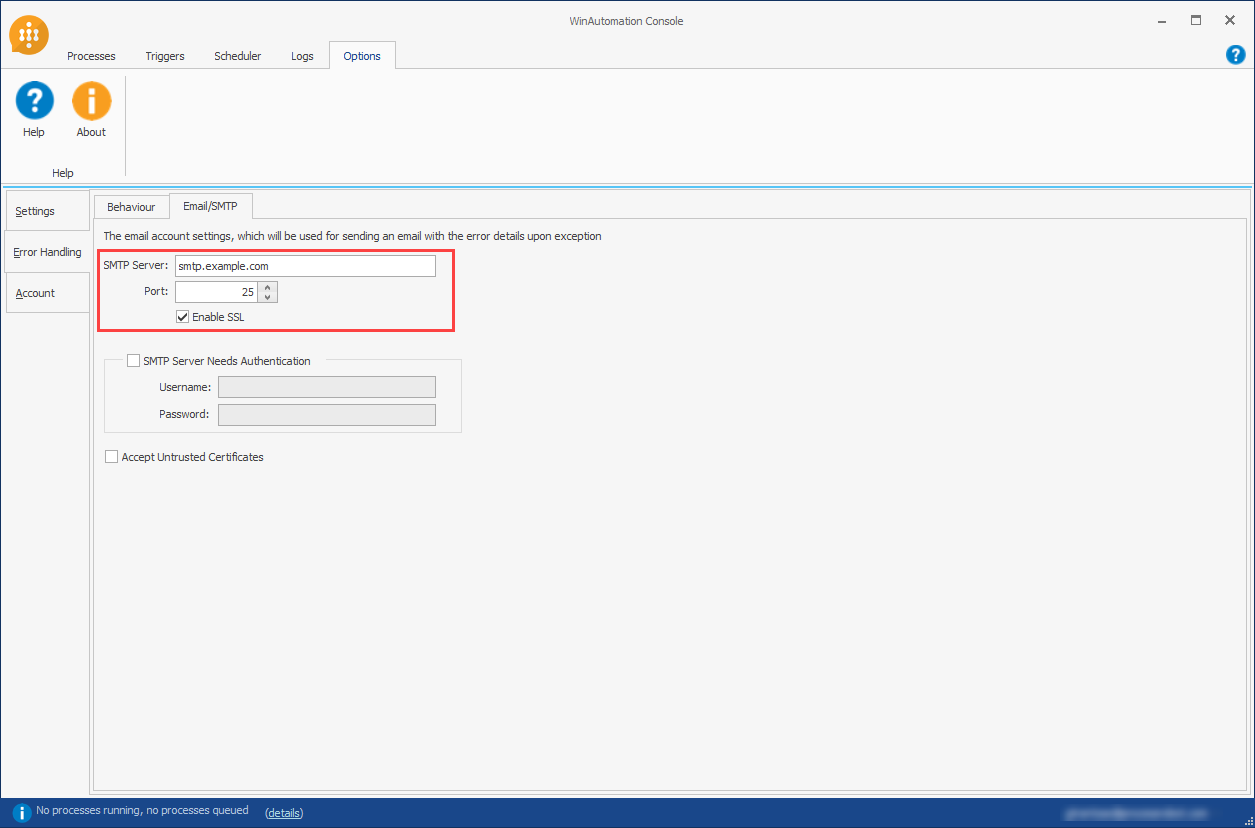 WinAutomation Console
Processes Triggers Scheduler Logs Options
?
? i
Help About
Help
Settings
Error Handling
Account
Behaviour Email/SMTP
The email account settings, which will be used for sending an email with the error details upon exception
SMTP Server: smtp.example.com
Port: 25
Enable SSL
SMTP Server Needs Authentication
Username:
Password:
Accept Untrusted Certificates
i No processes running, no processes queued (details)